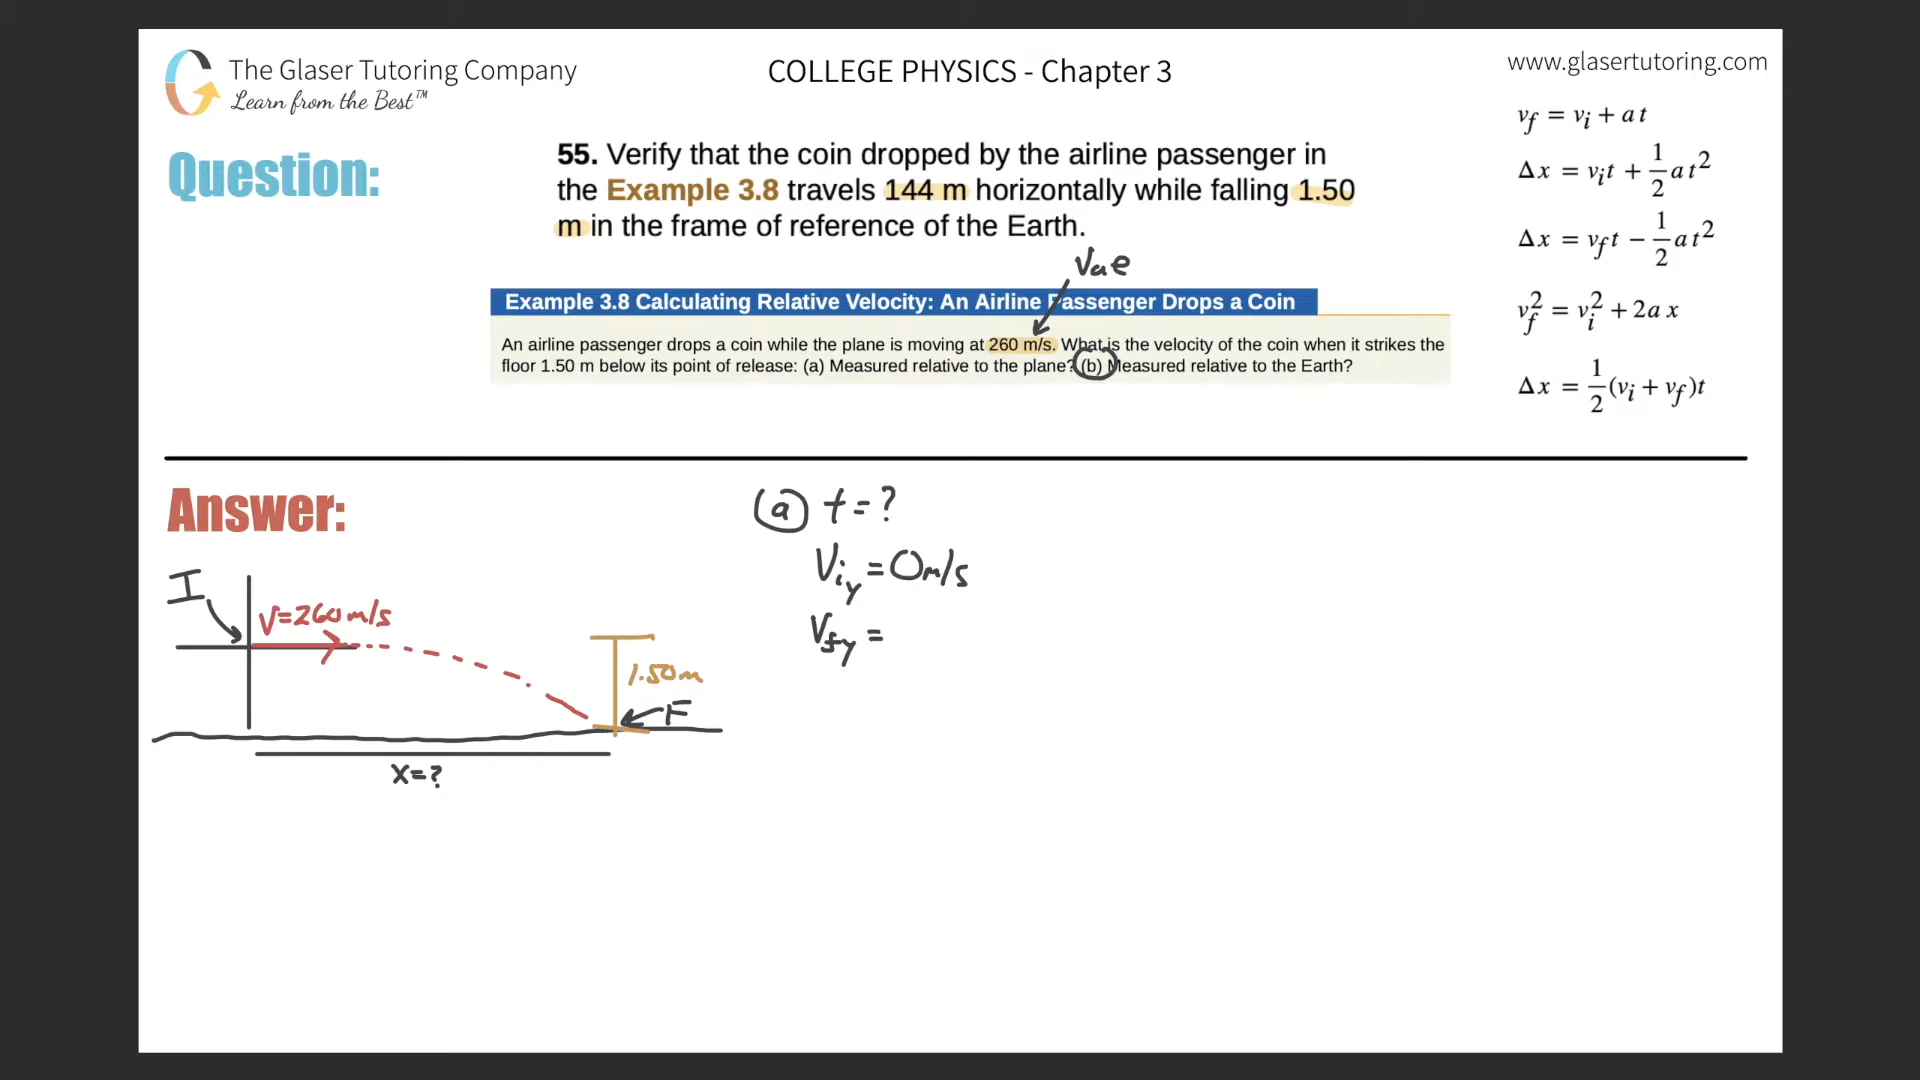 The Glaser Tutoring Company
Learn from the Best™
COLLEGE PHYSICS - Chapter 3
www.glasertutoring.com
Question:
55. Verify that the coin dropped by the airline passenger in
the Example 3.8 travels 144 m horizontally while falling 1.50
m in the frame of reference of the Earth.
Vae
Example 3.8 Calculating Relative Velocity: An Airline Passenger Drops a Coin
An airline passenger drops a coin while the plane is moving at 260 m/s. What is the velocity of the coin when it strikes the
floor 1.50 m below its point of release: (a) Measured relative to the plane? (b) Measured relative to the Earth?
v_f = v_i + a t
Δx = v_i t + 1/2 a t²
Δx = v_f t − 1/2 a t²
v_f² = v_i² + 2a x
Δx = 1/2 (v_i + v_f)t
Answer:
I
V=260m/s
1.50m
F
X=?
(a) t=?
Viy = 0m/s
Vfy =